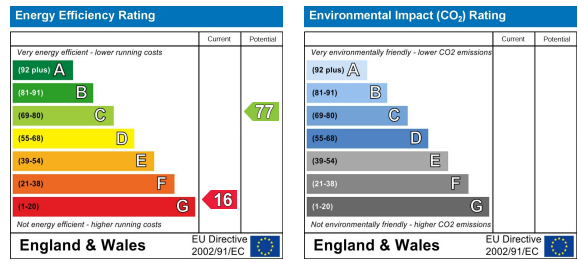 Energy Efficiency Rating
Current Potential
Very energy efficient - lower running costs
(92 plus) A
(81-91) B
(69-80) C
77
(55-68) D
(39-54) E
(21-38) F
(1-20) G
16
Not energy efficient - higher running costs
England & Wales
EU Directive
2002/91/EC
Environmental Impact (CO2) Rating
Current Potential
Very environmentally friendly - lower CO2 emissions
(92 plus) A
(81-91) B
(69-80) C
(55-68) D
(39-54) E
(21-38) F
(1-20) G
Not environmentally friendly - higher CO2 emissions
England & Wales
EU Directive
2002/91/EC